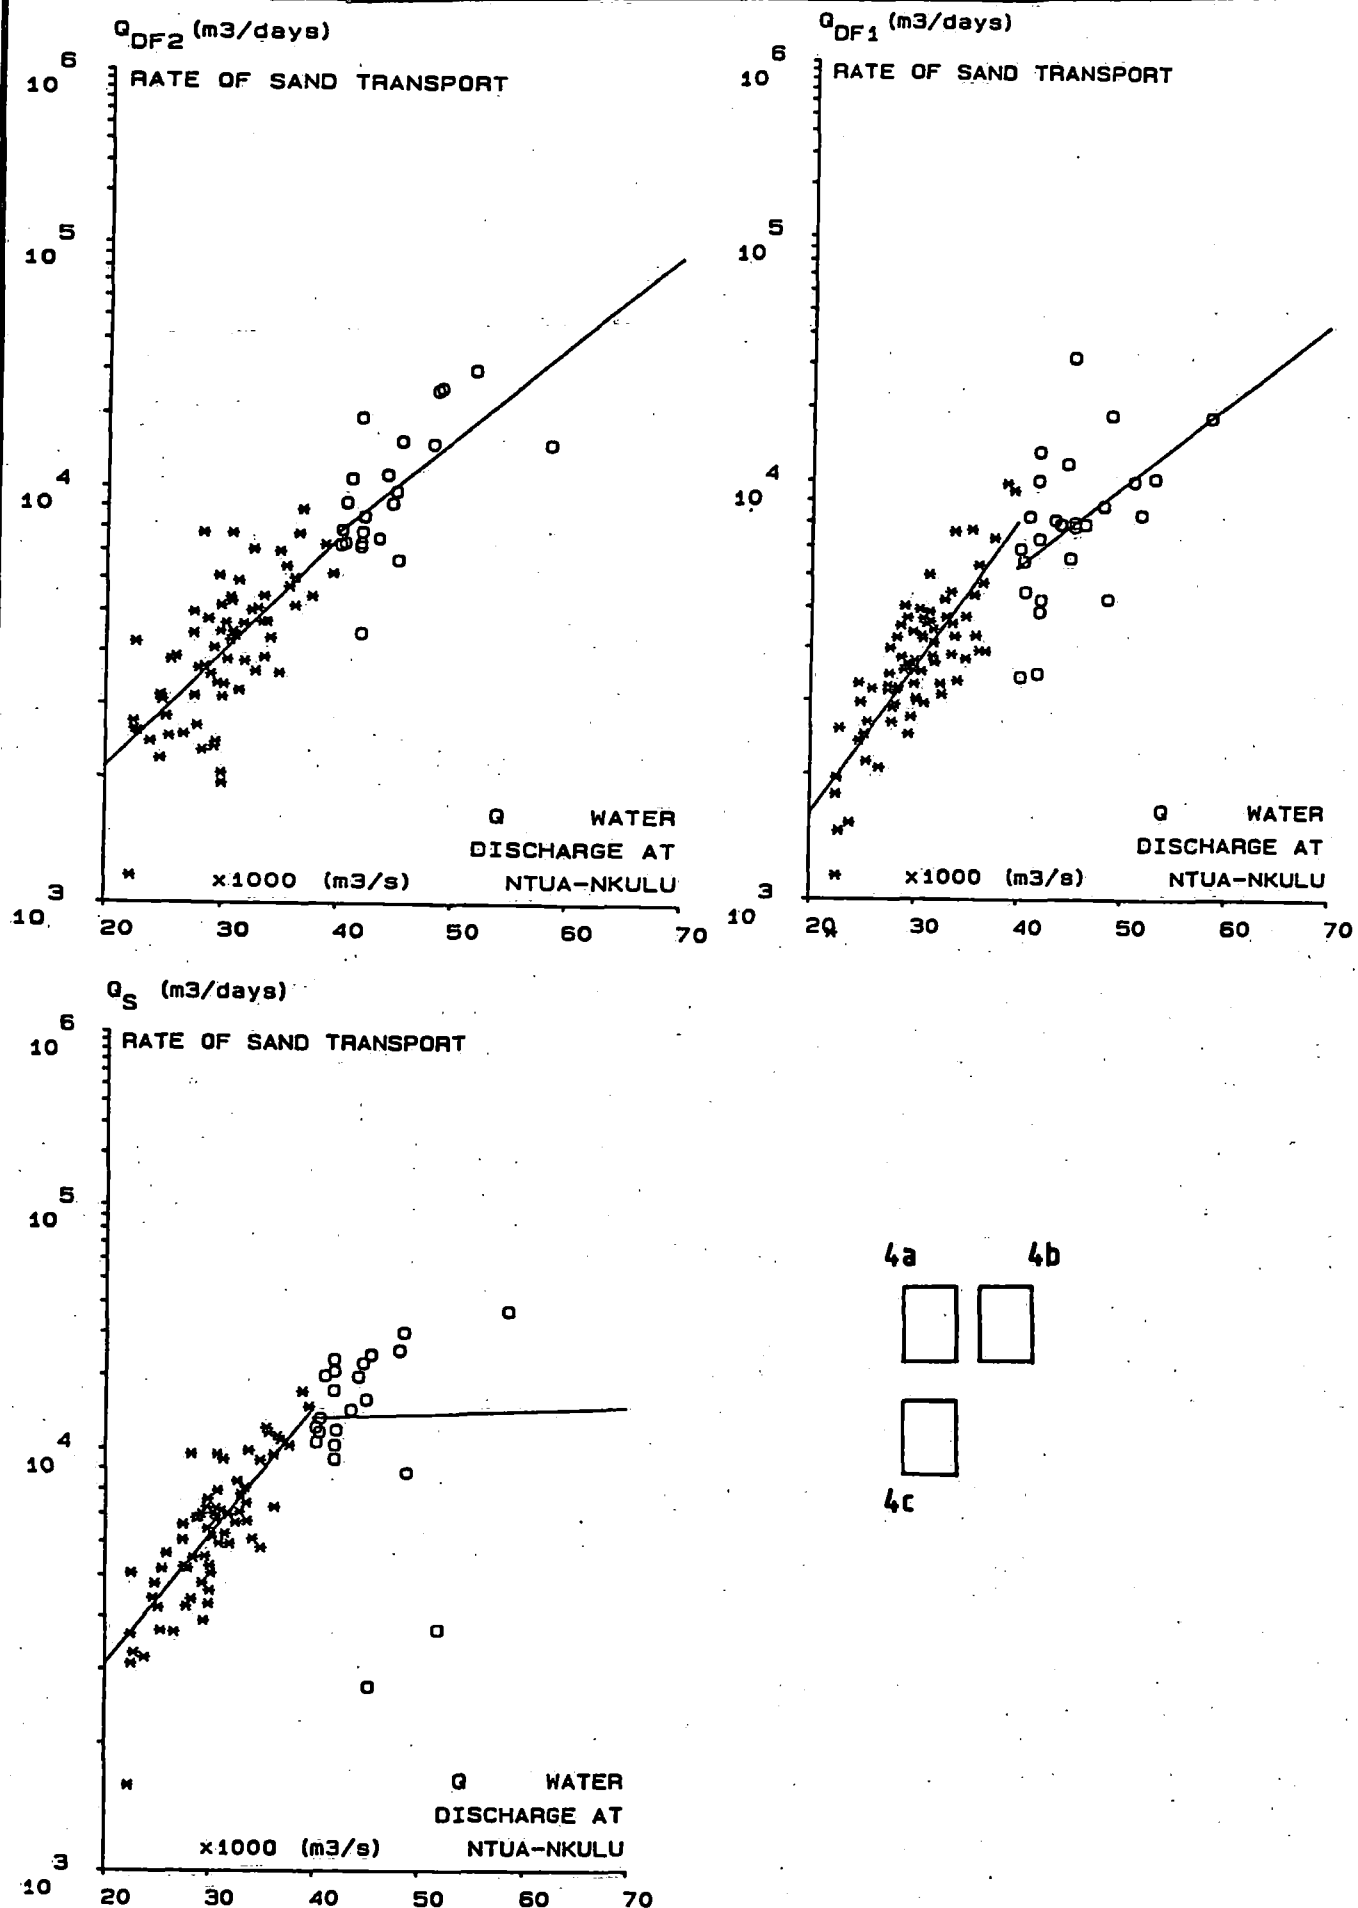 Q_DF2 (m3/days)
10^6 RATE OF SAND TRANSPORT
10^5
10^4
Q WATER
DISCHARGE AT
x1000 (m3/s) NTUA-NKULU
10^3
20 30 40 50 60 70
Q_DF1 (m3/days)
10^6 RATE OF SAND TRANSPORT
10^5
10^4
Q WATER
DISCHARGE AT
x1000 (m3/s) NTUA-NKULU
10^3
20 30 40 50 60 70
Q_S (m3/days)
10^6 RATE OF SAND TRANSPORT
10^5
10^4
Q WATER
DISCHARGE AT
x1000 (m3/s) NTUA-NKULU
10^3
20 30 40 50 60 70
4a 4b
4c